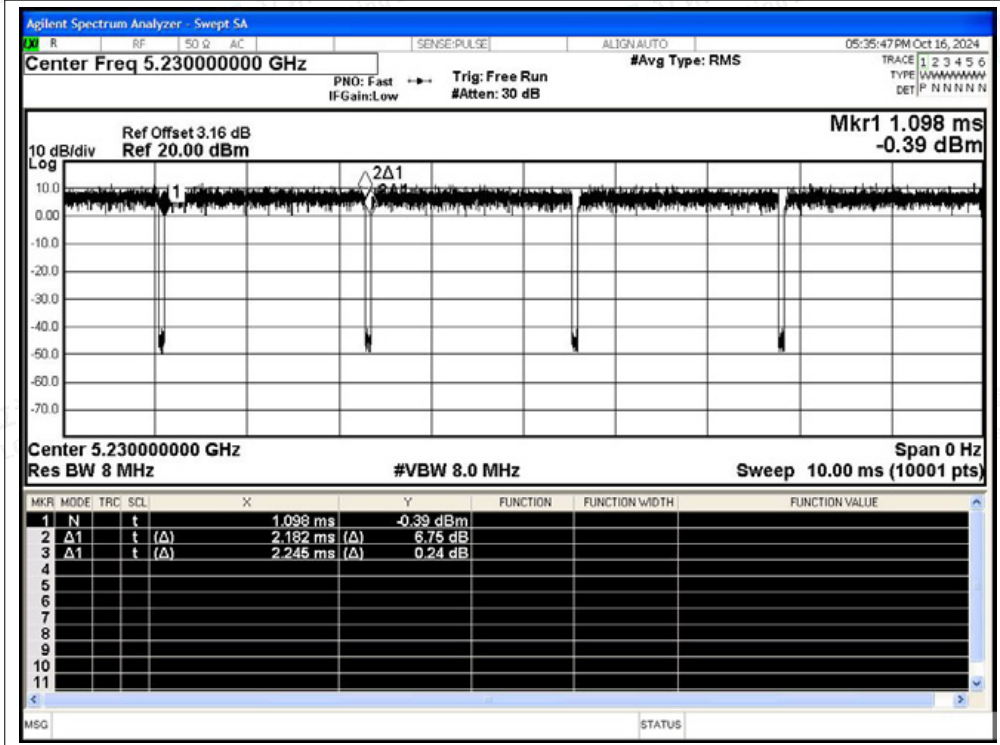 Agilent Spectrum Analyzer - Swept SA
LXI R RF 50 Ω AC SENSE:PULSE ALIGN AUTO 05:35:47 PM Oct 16, 2024
Center Freq 5.230000000 GHz #Avg Type: RMS TRACE 1 2 3 4 5 6
PNO: Fast Trig: Free Run TYPE WWWWWW
IFGain:Low #Atten: 30 dB DET P N N N N N
Mkr1 1.098 ms
Ref Offset 3.16 dB
10 dB/div Ref 20.00 dBm -0.39 dBm
Log
2Δ1
10.0
1
0.00
-10.0
-20.0
-30.0
-40.0
-50.0
-60.0
-70.0
Center 5.230000000 GHz Span 0 Hz
Res BW 8 MHz #VBW 8.0 MHz Sweep 10.00 ms (10001 pts)
MKR MODE TRC SCL X Y FUNCTION FUNCTION WIDTH FUNCTION VALUE
1 N t 1.098 ms -0.39 dBm
2 Δ1 t (Δ) 2.182 ms (Δ) 6.75 dB
3 Δ1 t (Δ) 2.245 ms (Δ) 0.24 dB
4
5
6
7
8
9
10
11
MSG STATUS